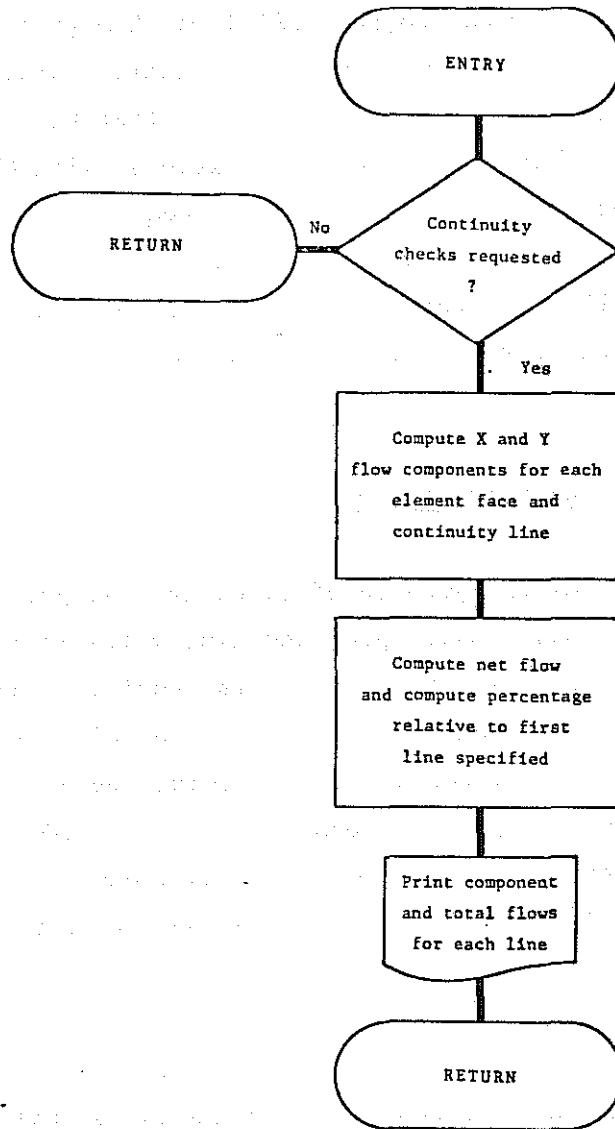 ENTRY
Continuity
checks requested
?
No
RETURN
Yes
Compute X and Y
flow components for each
element face and
continuity line
Compute net flow
and compute percentage
relative to first
line specified
Print component
and total flows
for each line
RETURN